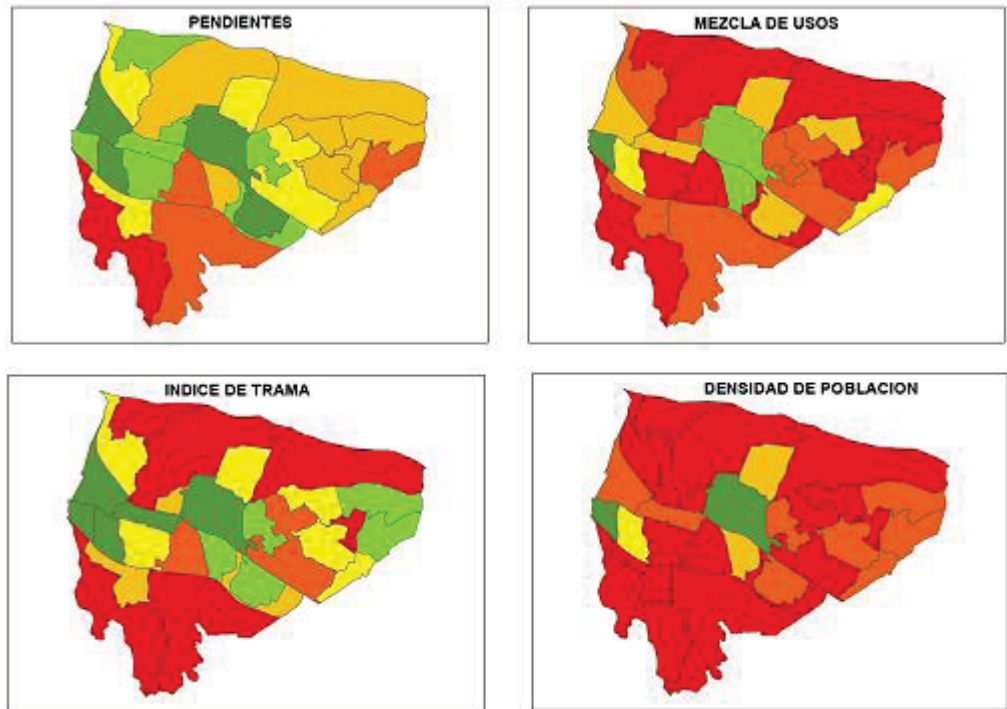 PENDIENTES
MEZCLA DE USOS
INDICE DE TRAMA
DENSIDAD DE POBLACION